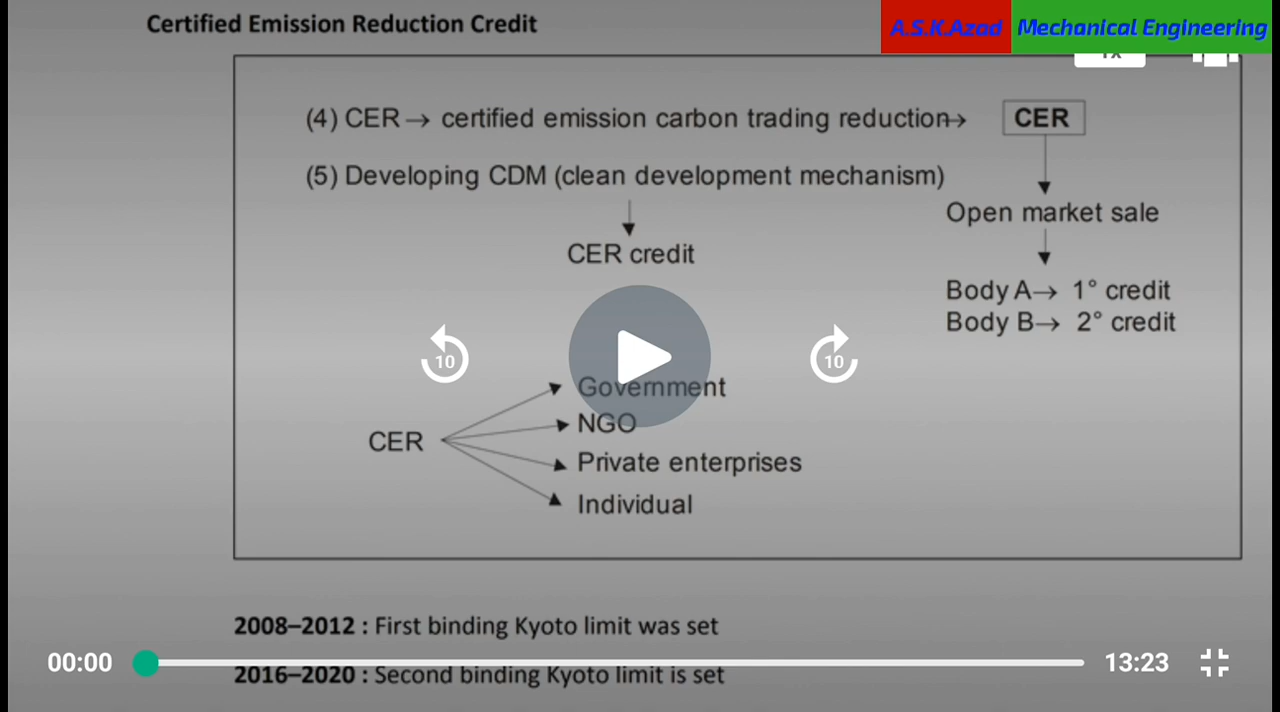 Certified Emission Reduction Credit
A.S.K.Azad Mechanical Engineering
1x
(4) CER→ certified emission carbon trading reduction→ CER
(5) Developing CDM (clean development mechanism)
Open market sale
CER credit
Body A→ 1° credit
Body B→ 2° credit
10
10
Government
NGO
CER
Private enterprises
Individual
2008–2012 : First binding Kyoto limit was set
00:00
13:23
2016–2020 : Second binding Kyoto limit is set